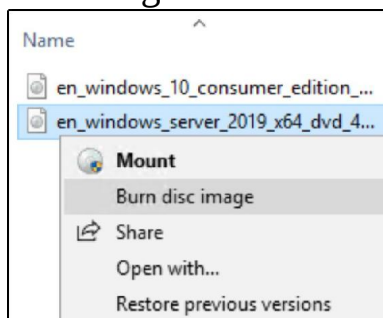 Name
en_windows_10_consumer_edition_...
en_windows_server_2019_x64_dvd_4...
Mount
Burn disc image
Share
Open with...
Restore previous versions